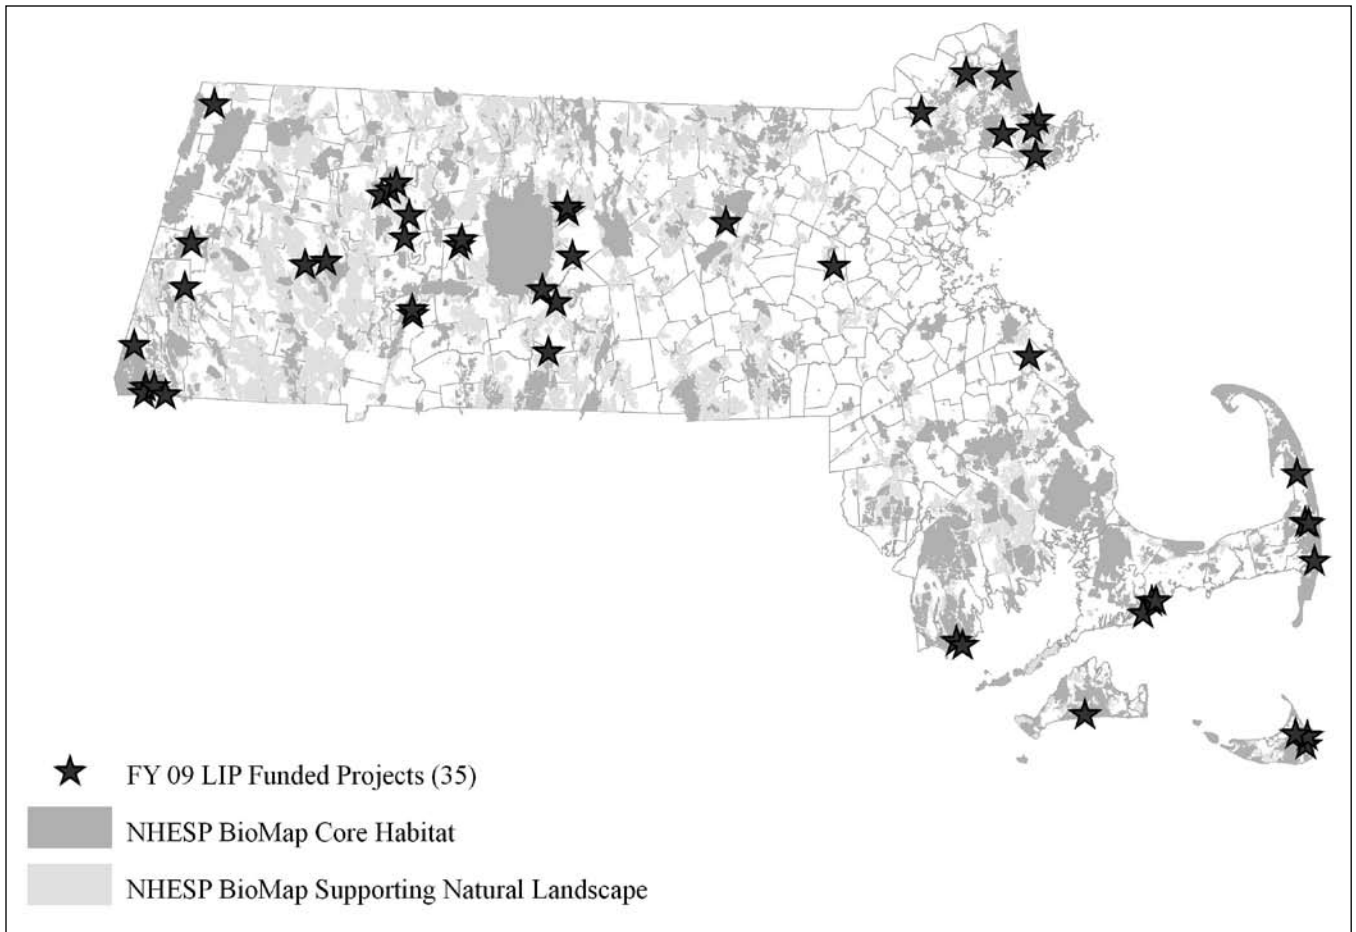 FY 09 LIP Funded Projects (35)
NHESP BioMap Core Habitat
NHESP BioMap Supporting Natural Landscape